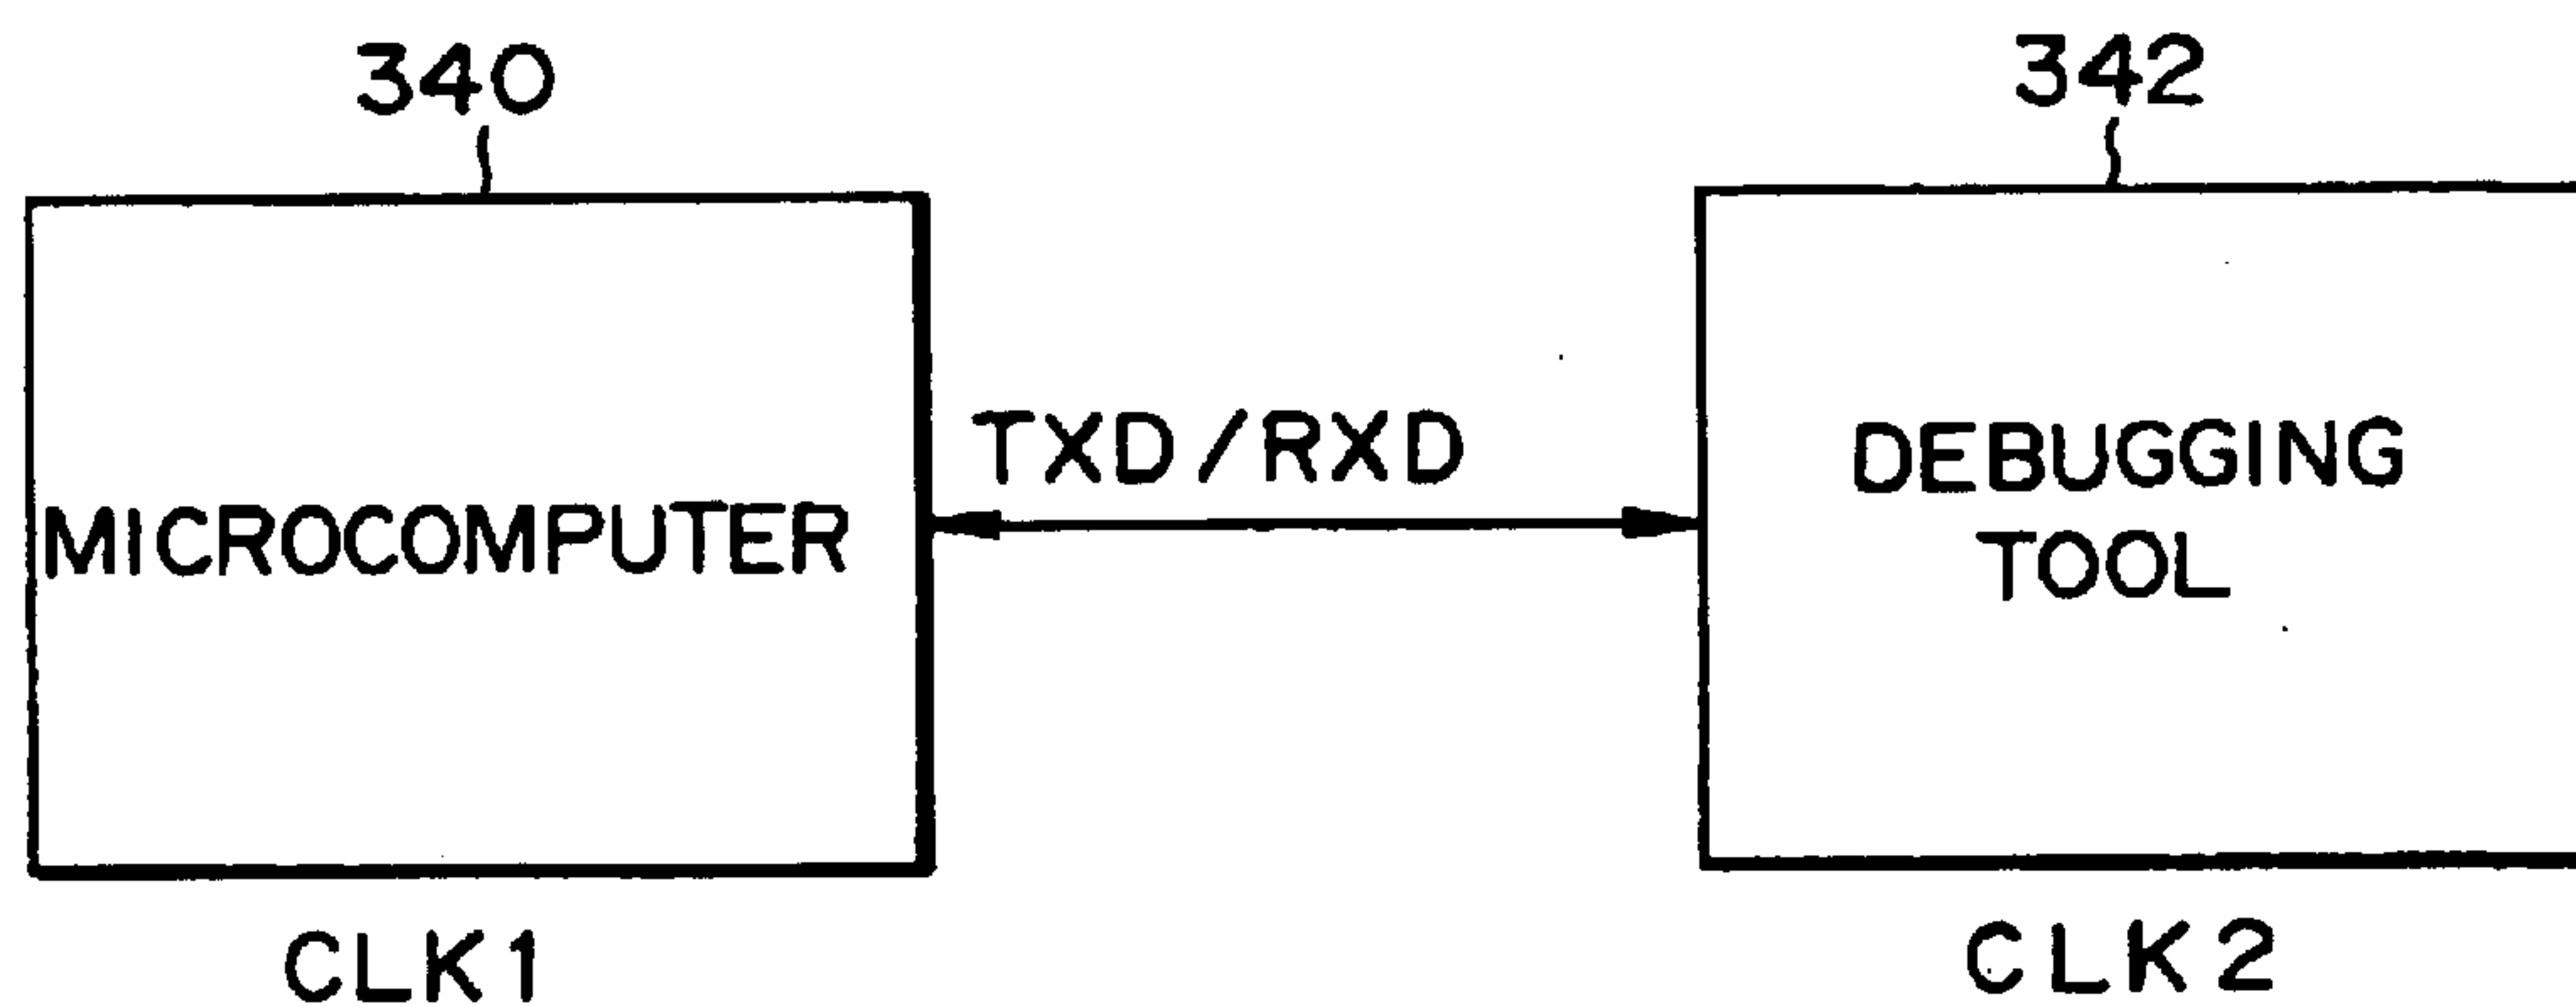 340
342
MICROCOMPUTER
TXD/RXD
DEBUGGING
TOOL
CLK1
CLK2